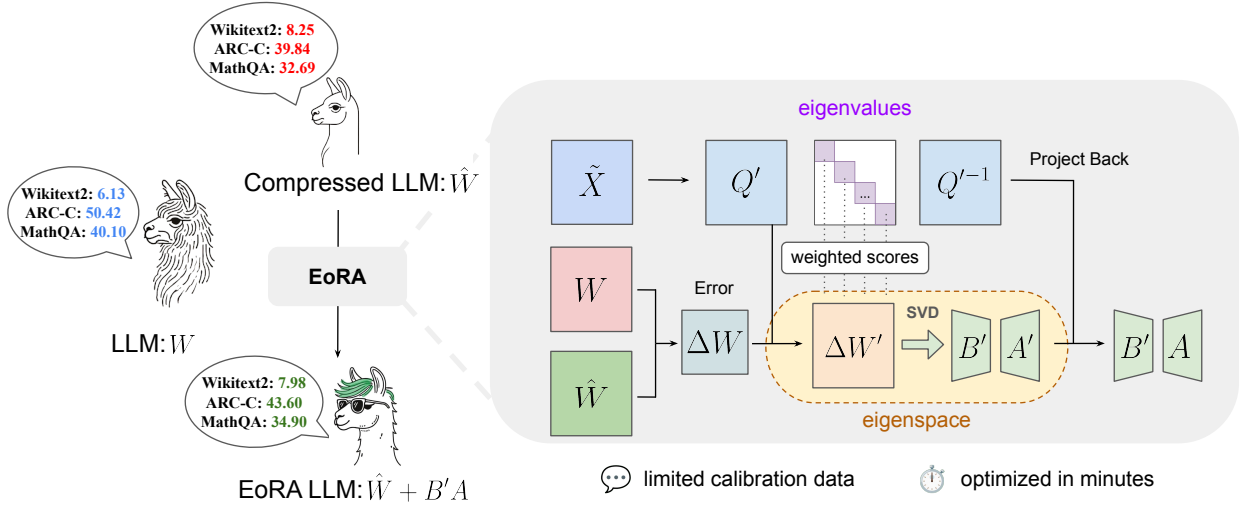 Wikitext2: 8.25
ARC-C: 39.84
MathQA: 32.69
Compressed LLM: Ŵ
Wikitext2: 6.13
ARC-C: 50.42
MathQA: 40.10
LLM: W
EoRA
Wikitext2: 7.98
ARC-C: 43.60
MathQA: 34.90
EoRA LLM: Ŵ + B′A
eigenvalues
X̃
Q′
...
Q′⁻¹
Project Back
weighted scores
W
Error
ΔW
Ŵ
ΔW′
SVD
B′
A′
B′
A
eigenspace
limited calibration data
optimized in minutes